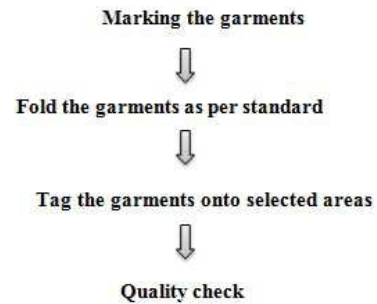 Marking the garments
Fold the garments as per standard
Tag the garments onto selected areas
Quality check